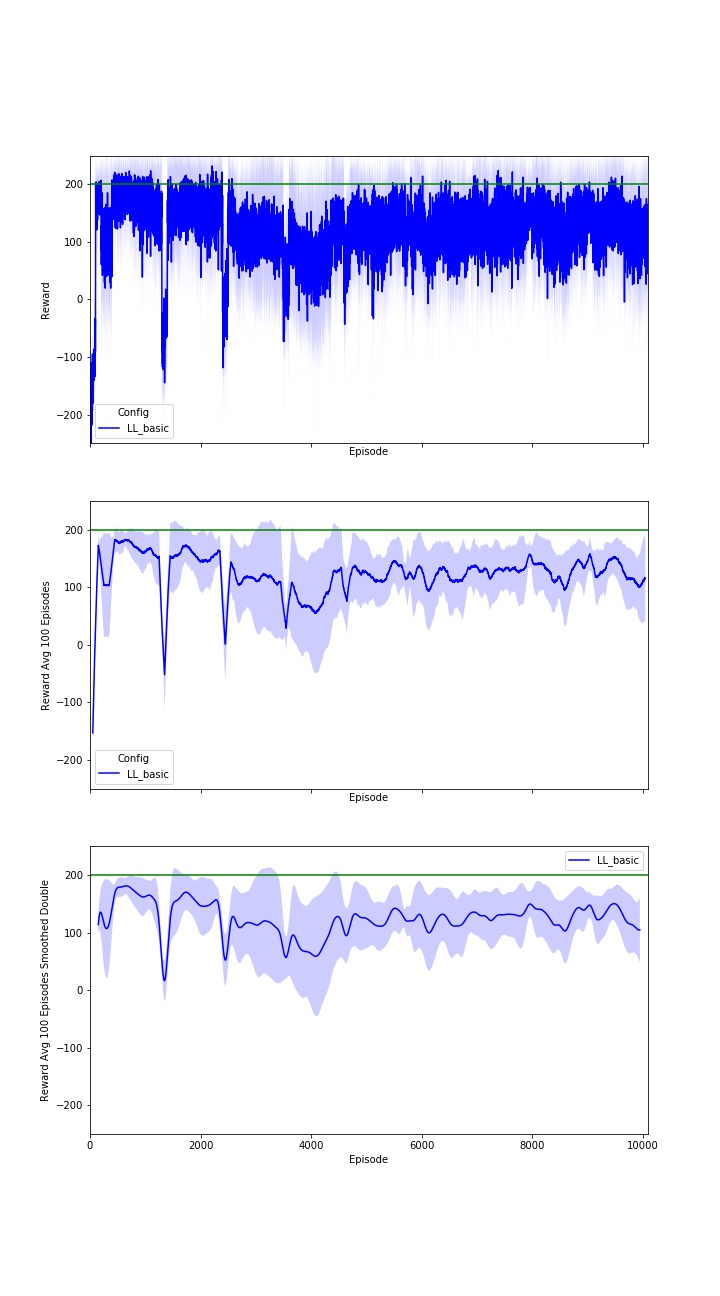 200
100
0
−100
−200
Reward
Config
LL_basic
Episode
200
100
0
−100
−200
Reward Avg 100 Episodes
Config
LL_basic
Episode
200
100
0
−100
−200
Reward Avg 100 Episodes Smoothed Double
LL_basic
0 2000 4000 6000 8000 10000
Episode